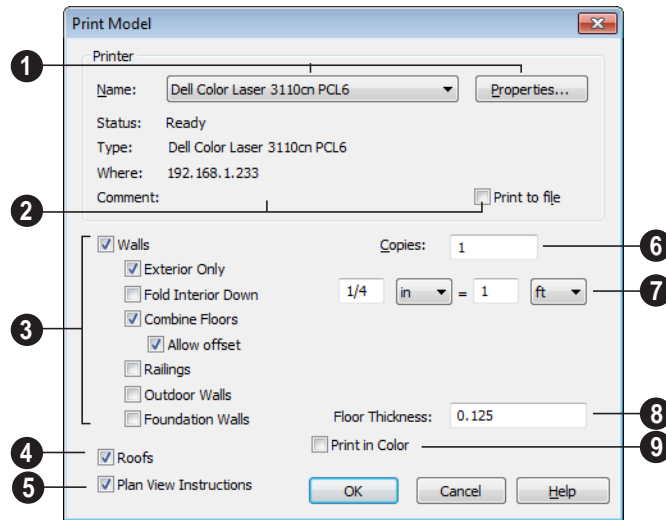 Print Model
Printer
1
Name: Dell Color Laser 3110cn PCL6 Properties...
Status: Ready
Type: Dell Color Laser 3110cn PCL6
Where: 192.168.1.233
2
Comment: Print to file
Walls Copies: 1 6
Exterior Only
Fold Interior Down 1/4 in = 1 ft 7
3
Combine Floors
Allow offset
Railings
Outdoor Walls
Foundation Walls Floor Thickness: 0.125 8
4
Roofs Print in Color 9
5
Plan View Instructions OK Cancel Help